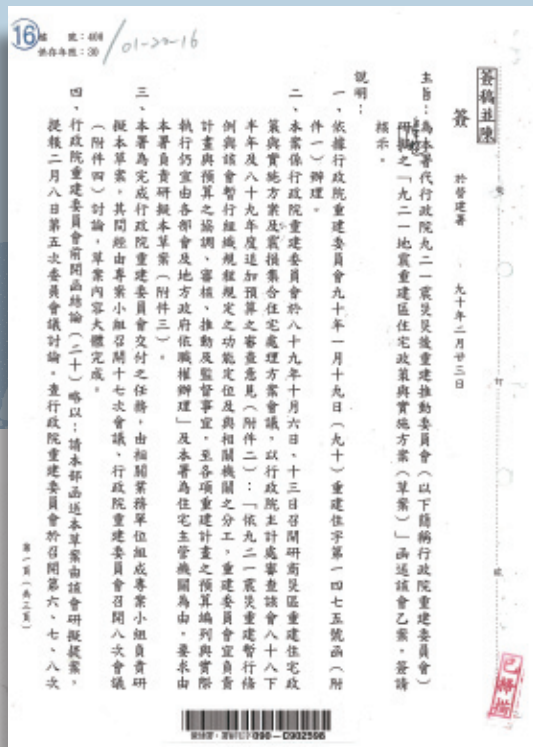 16
檔　號：400
保存年限：30
/01-22-16
簽稿並陳
簽　於營建署　、九十年二月廿三日
主旨：為本署代行政院九二一震災災後重建推動委員會（以下簡稱行政院重建委員會）
研擬之「九二一地震重建區住宅政策與實施方案（草案）」函送該會乙案，簽請
核示。
說明：
一、依據行政院重建委員會九十年一月十九日（九十）重建住字第一四七五號函（附
件一）辦理。
二、本案係行政院重建委員會於八十九年十月六日、十三日召開研商災區重建住宅政
策與實施方案及震損集合住宅處理方案會議，以行政院主計處審查該會八十八下
半年及八十九年度追加預算之審查意見（附件二）：「依九二一震災重建暫行條
例與該會暫行組織規程規定之功能定位及與相關機關之分工，重建委員會宜負責
計畫與預算之協調、審核、推動及監督事宜，至各項重建計畫之預算編列與實際
執行仍宜由各部會及地方政府依職權辦理」及本署為住宅主管機關為由，要求由
本署負責研擬本草案（附件三）。
三、本署為完成行政院重建委員會交付之任務，由相關業務單位組成專案小組負責研
擬本草案，其間經由專案小組召開十七次會議、行政院重建委員會召開八次會議
（附件四）討論，草案內容大體完成。
四、行政院重建委員會前開函結論（二十）略以：請本部函送本草案由該會研擬提案，
提報二月八日第五次委員會議討論。查行政院重建委員會於召開第六、七、八次
第一頁（共三頁）
裝
訂
線
已掃描
090-0902596